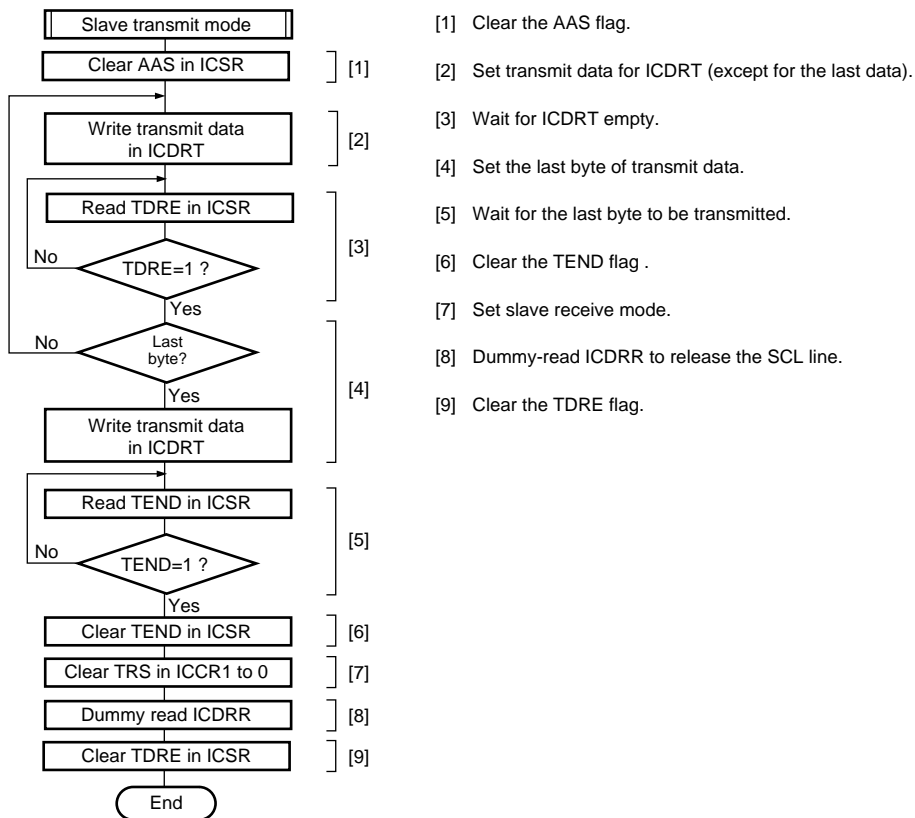 Slave transmit mode
Clear AAS in ICSR
[1]
Write transmit data
in ICDRT
[2]
Read TDRE in ICSR
No
TDRE=1 ?
[3]
Yes
No
Last
byte?
Yes
[4]
Write transmit data
in ICDRT
Read TEND in ICSR
No
TEND=1 ?
[5]
Yes
Clear TEND in ICSR
[6]
Clear TRS in ICCR1 to 0
[7]
Dummy read ICDRR
[8]
Clear TDRE in ICSR
[9]
End
[1] Clear the AAS flag.
[2] Set transmit data for ICDRT (except for the last data).
[3] Wait for ICDRT empty.
[4] Set the last byte of transmit data.
[5] Wait for the last byte to be transmitted.
[6] Clear the TEND flag .
[7] Set slave receive mode.
[8] Dummy-read ICDRR to release the SCL line.
[9] Clear the TDRE flag.